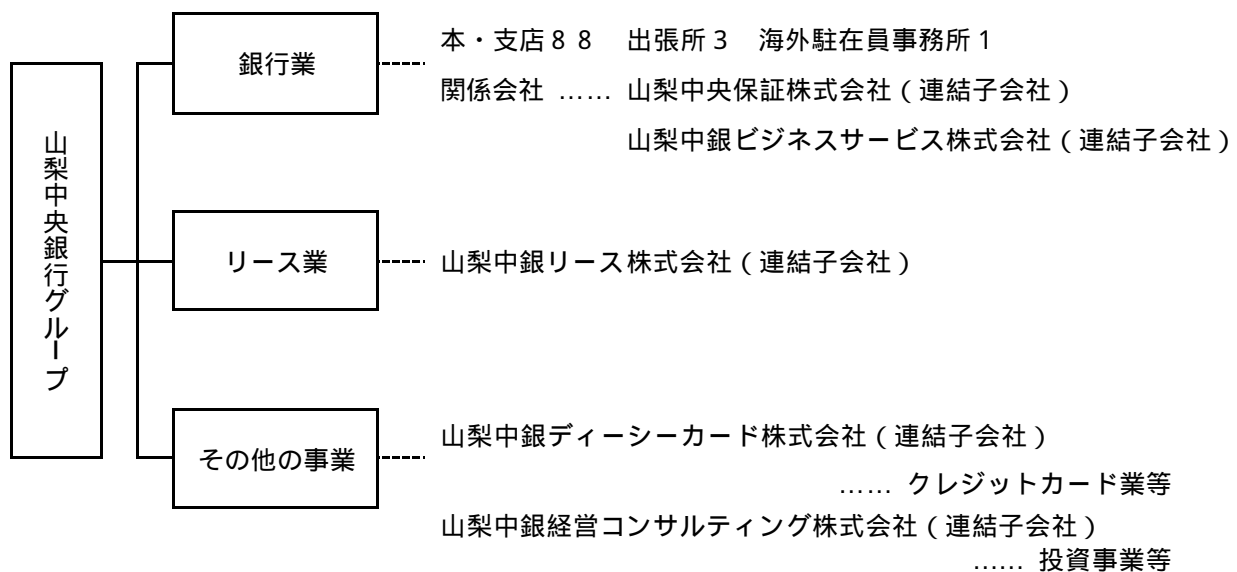 山梨中央銀行グループ
銀行業
本・支店88 出張所3 海外駐在員事務所1
関係会社 …… 山梨中央保証株式会社(連結子会社)
山梨中銀ビジネスサービス株式会社(連結子会社)
リース業
山梨中銀リース株式会社(連結子会社)
その他の事業
山梨中銀ディーシーカード株式会社(連結子会社)
…… クレジットカード業等
山梨中銀経営コンサルティング株式会社(連結子会社)
…… 投資事業等